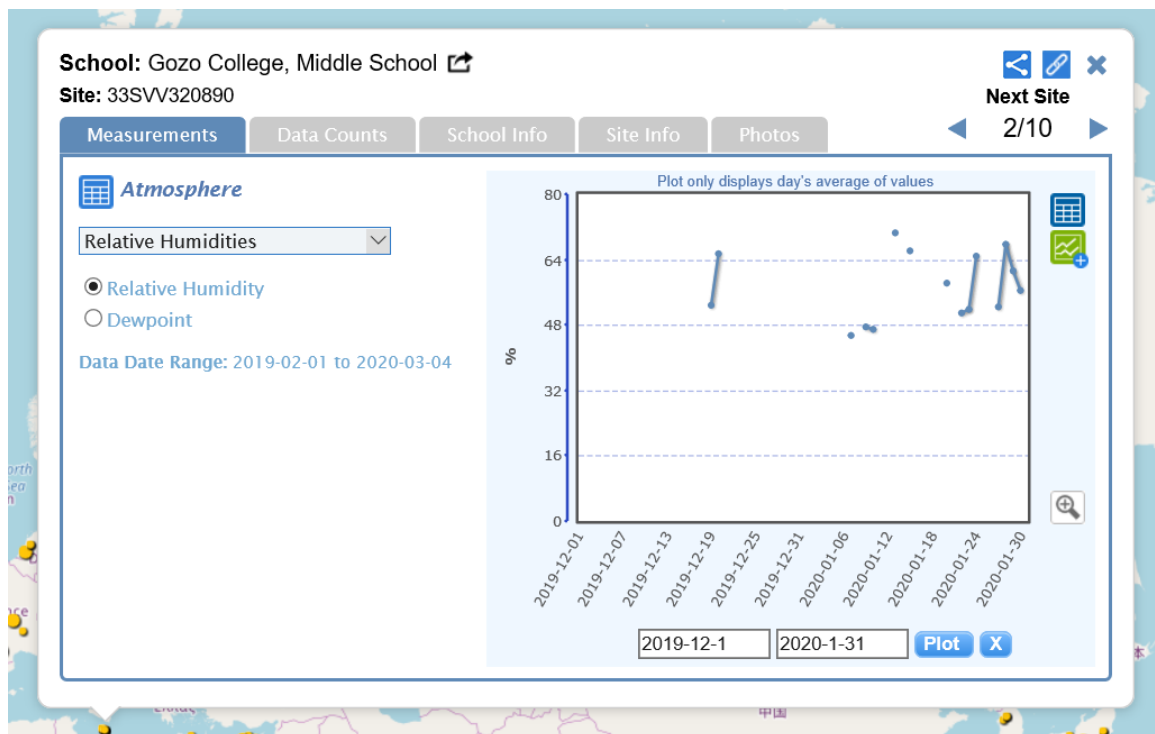 School: Gozo College, Middle School
Site: 33SVV320890
Next Site
2/10
Measurements
Data Counts
School Info
Site Info
Photos
Atmosphere
Relative Humidities
Relative Humidity
Dewpoint
Data Date Range: 2019-02-01 to 2020-03-04
Plot only displays day's average of values
80
64
48
32
16
0
%
2019-12-01
2019-12-07
2019-12-13
2019-12-19
2019-12-25
2019-12-31
2020-01-06
2020-01-12
2020-01-18
2020-01-24
2020-01-30
2019-12-1
2020-1-31
Plot
X
中国